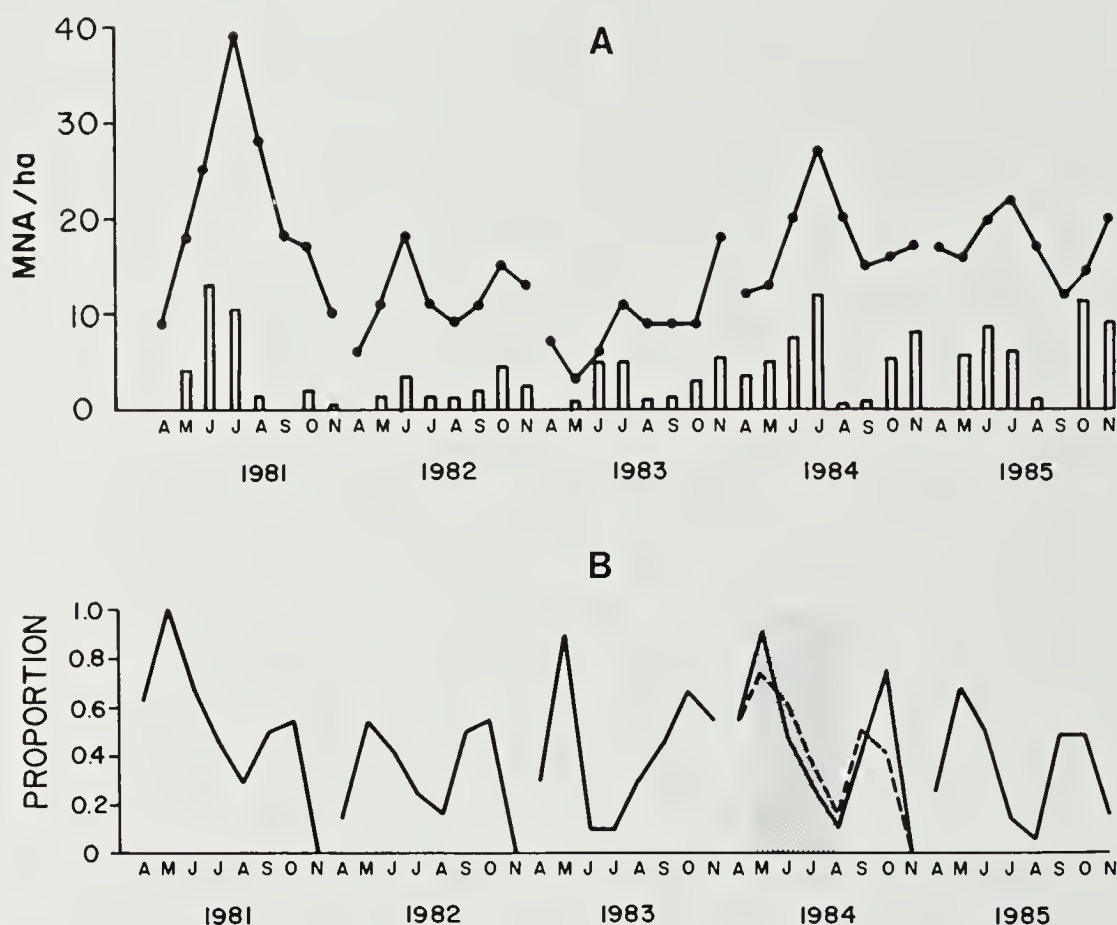 A
40
30
20
10
0
MNA/ha
A M J J A S O N A M J J A S O N A M J J A S O N A M J J A S O N A M J J A S O N
1981 1982 1983 1984 1985
B
1.0
0.8
0.6
0.4
0.2
0
PROPORTION
A M J J A S O N A M J J A S O N A M J J A S O N A M J J A S O N A M J J A S O N
1981 1982 1983 1984 1985